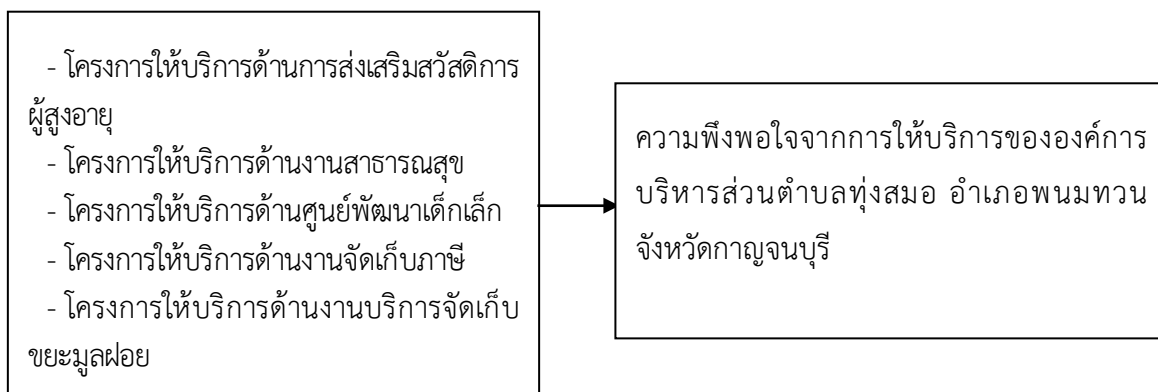 - โครงการให้บริการด้านการส่งเสริมสวัสดิการ
ผู้สูงอายุ
- โครงการให้บริการด้านงานสาธารณสุข
- โครงการให้บริการด้านศูนย์พัฒนาเด็กเล็ก
- โครงการให้บริการด้านงานจัดเก็บภาษี
- โครงการให้บริการด้านงานบริการจัดเก็บ
ขยะมูลฝอย
ความพึงพอใจจากการให้บริการขององค์การ
บริหารส่วนตำบลทุ่งสมอ อำเภอพนมทวน
จังหวัดกาญจนบุรี